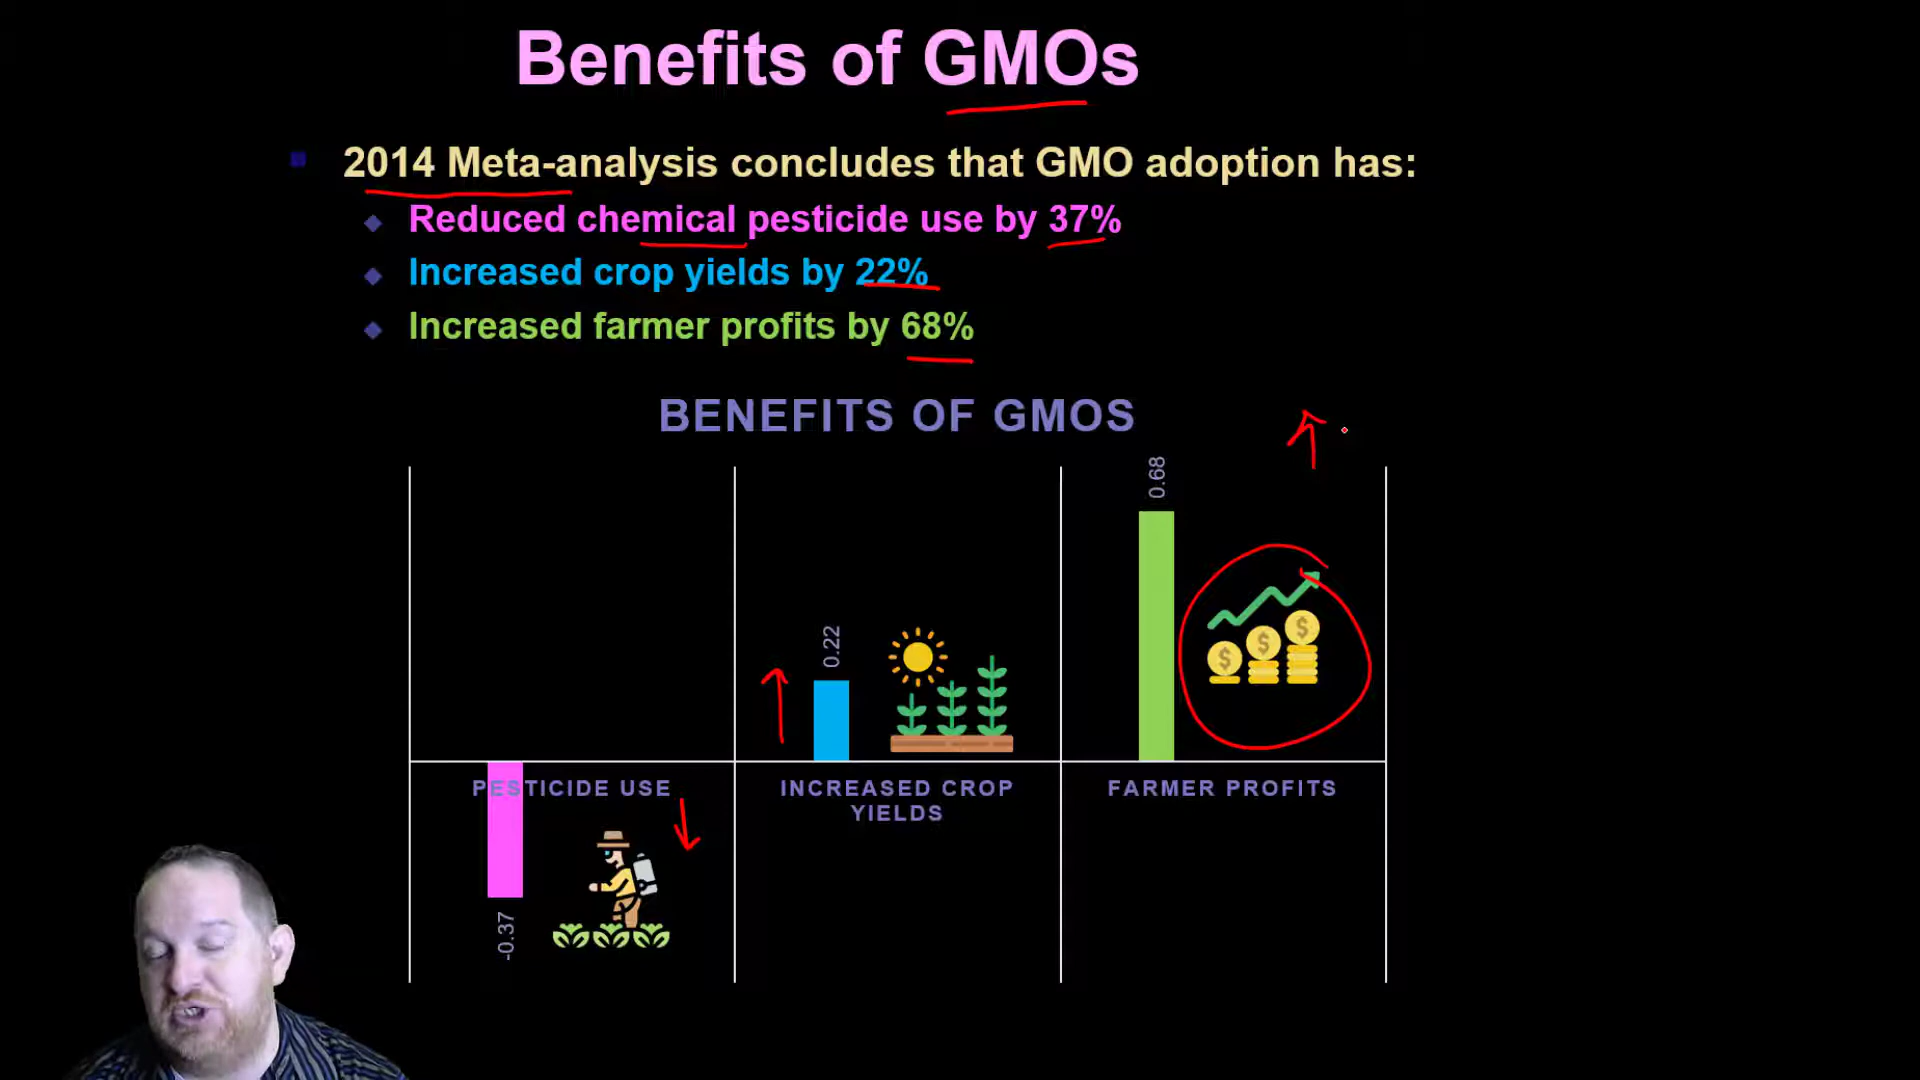 Benefits of GMOs
2014 Meta-analysis concludes that GMO adoption has:
Reduced chemical pesticide use by 37%
Increased crop yields by 22%
Increased farmer profits by 68%
BENEFITS OF GMOS
0.68
0.22
$ $ $
PESTICIDE USE
INCREASED CROP
YIELDS
FARMER PROFITS
-0.37